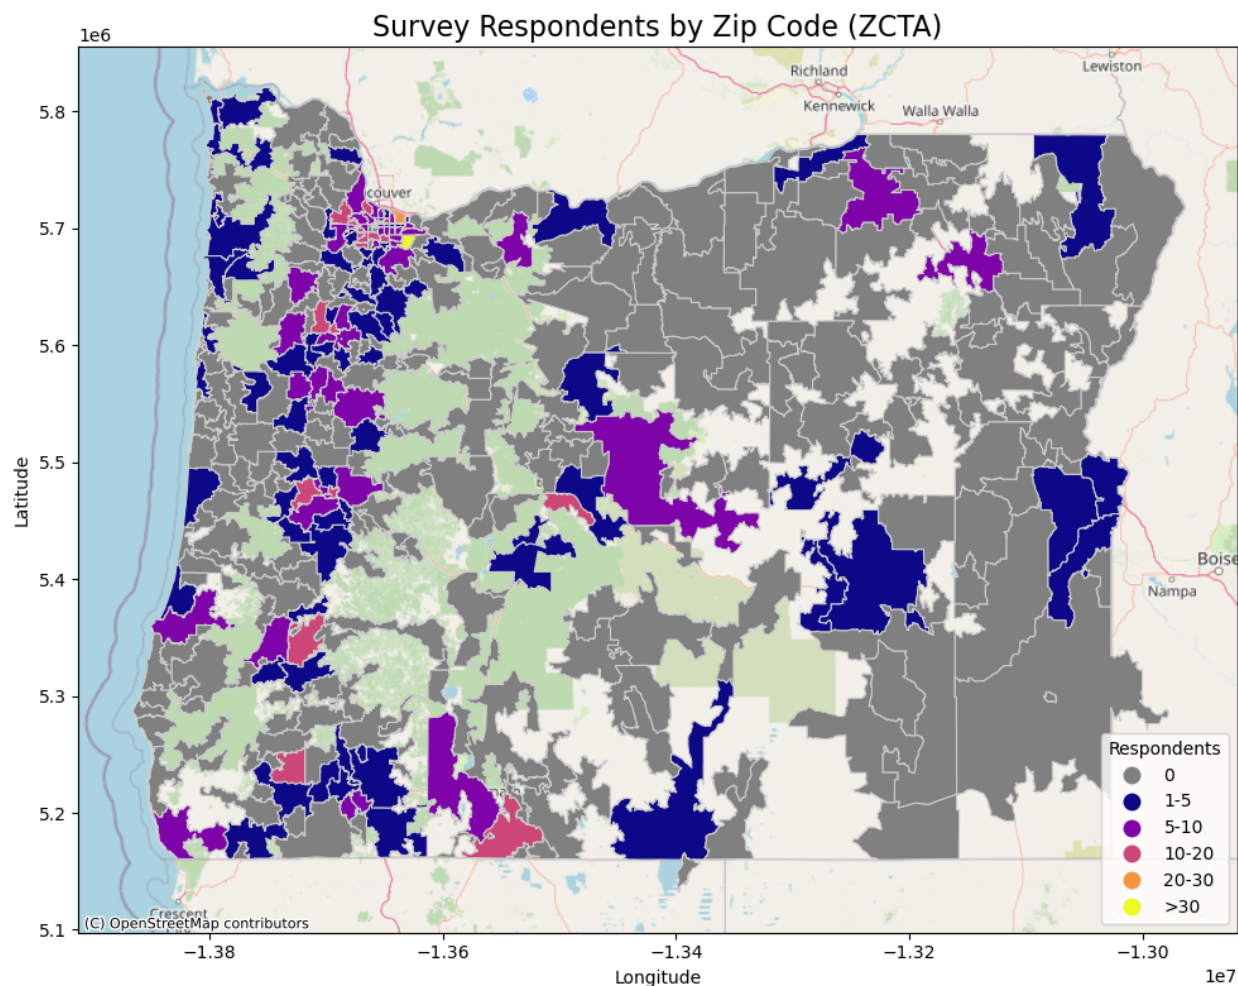 Survey Respondents by Zip Code (ZCTA)
1e6
Richland
Kennewick
Walla Walla
Lewiston
5.8
5.7
5.6
5.5
5.4
5.3
5.2
5.1
Latitude
couver
Boise
Nampa
Respondents
0
1-5
5-10
10-20
20-30
>30
Crescent
(C) OpenStreetMap contributors
−1.38
−1.36
−1.34
−1.32
−1.30
Longitude
1e7